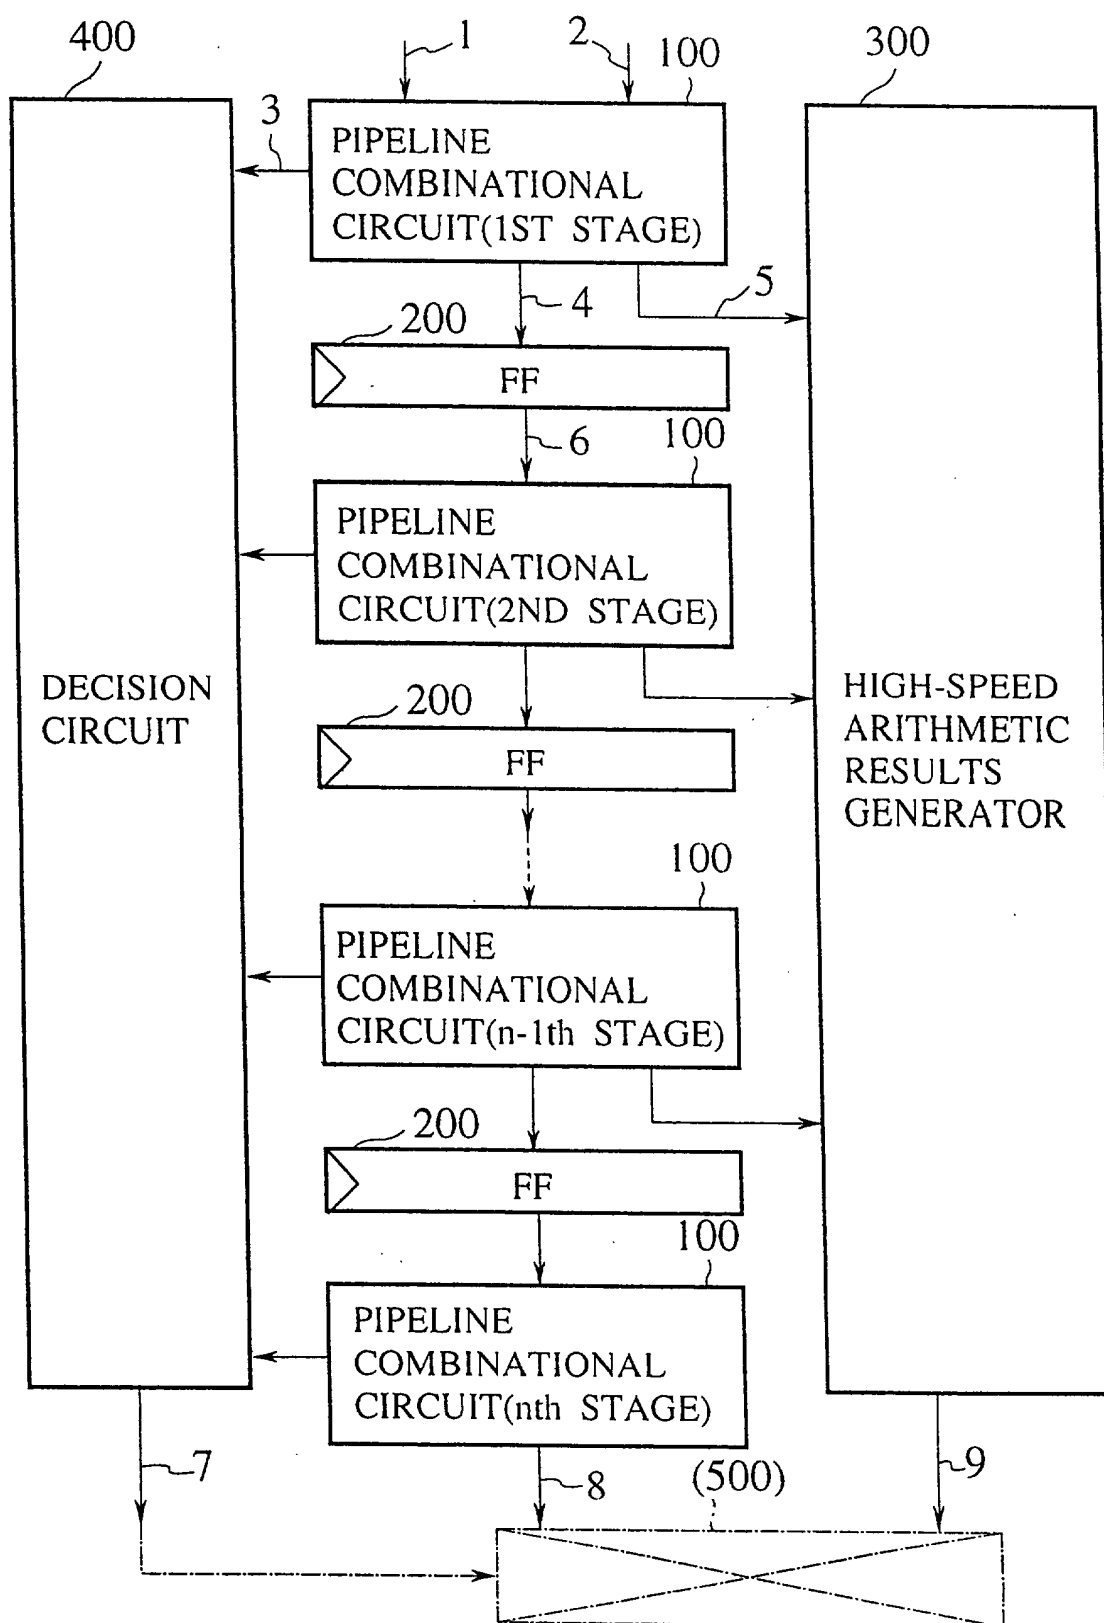 400
1
2
100
300
3
PIPELINE
COMBINATIONAL
CIRCUIT(1ST STAGE)
4
5
200
FF
6
100
PIPELINE
COMBINATIONAL
CIRCUIT(2ND STAGE)
DECISION
CIRCUIT
HIGH-SPEED
ARITHMETIC
RESULTS
GENERATOR
200
FF
100
PIPELINE
COMBINATIONAL
CIRCUIT(n-1th STAGE)
200
FF
100
PIPELINE
COMBINATIONAL
CIRCUIT(nth STAGE)
7
8
(500)
9